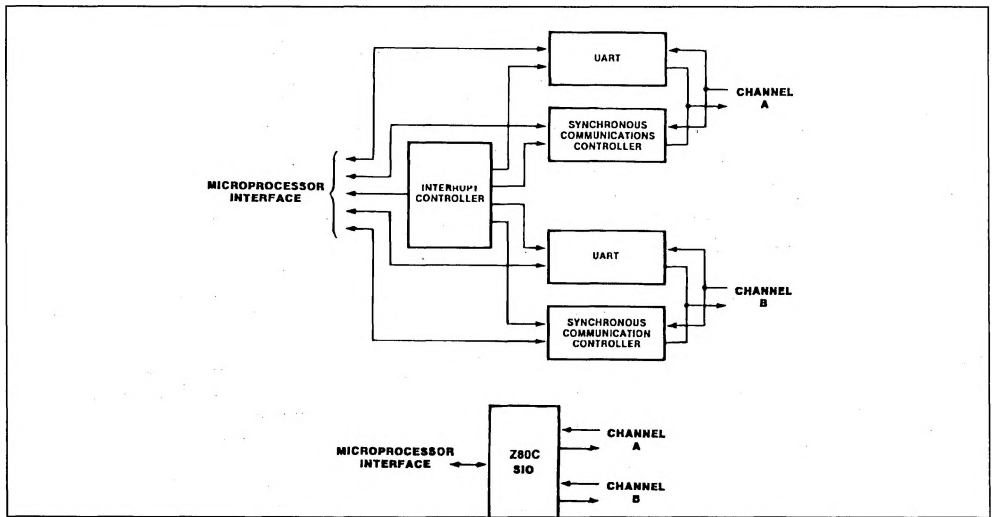 UART
CHANNEL
A
SYNCHRONOUS
COMMUNICATIONS
CONTROLLER
MICROPROCESSOR
INTERFACE
INTERRUPT
CONTROLLER
UART
CHANNEL
B
SYNCHRONOUS
COMMUNICATION
CONTROLLER
MICROPROCESSOR
INTERFACE
Z80C
SIO
CHANNEL
A
CHANNEL
B